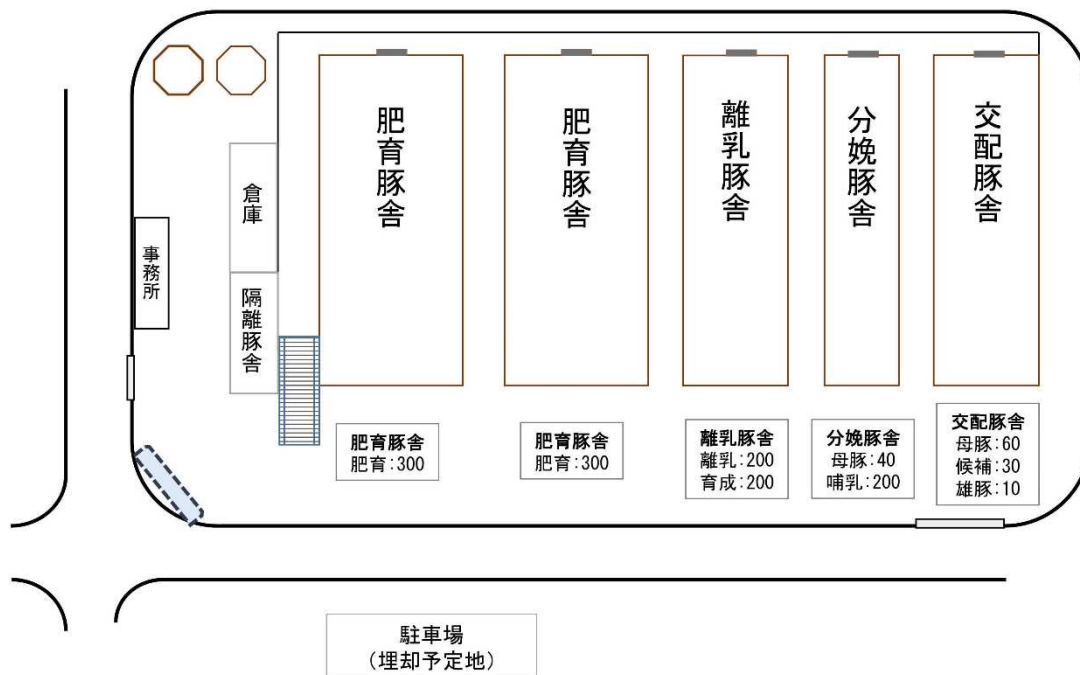 肥育豚舎
肥育豚舎
離乳豚舎
分娩豚舎
交配豚舎
倉庫
事務所
隔離豚舎
肥育豚舎
肥育:300
肥育豚舎
肥育:300
離乳豚舎
離乳:200
育成:200
分娩豚舎
母豚:40
哺乳:200
交配豚舎
母豚:60
候補:30
雄豚:10
駐車場
(埋却予定地)